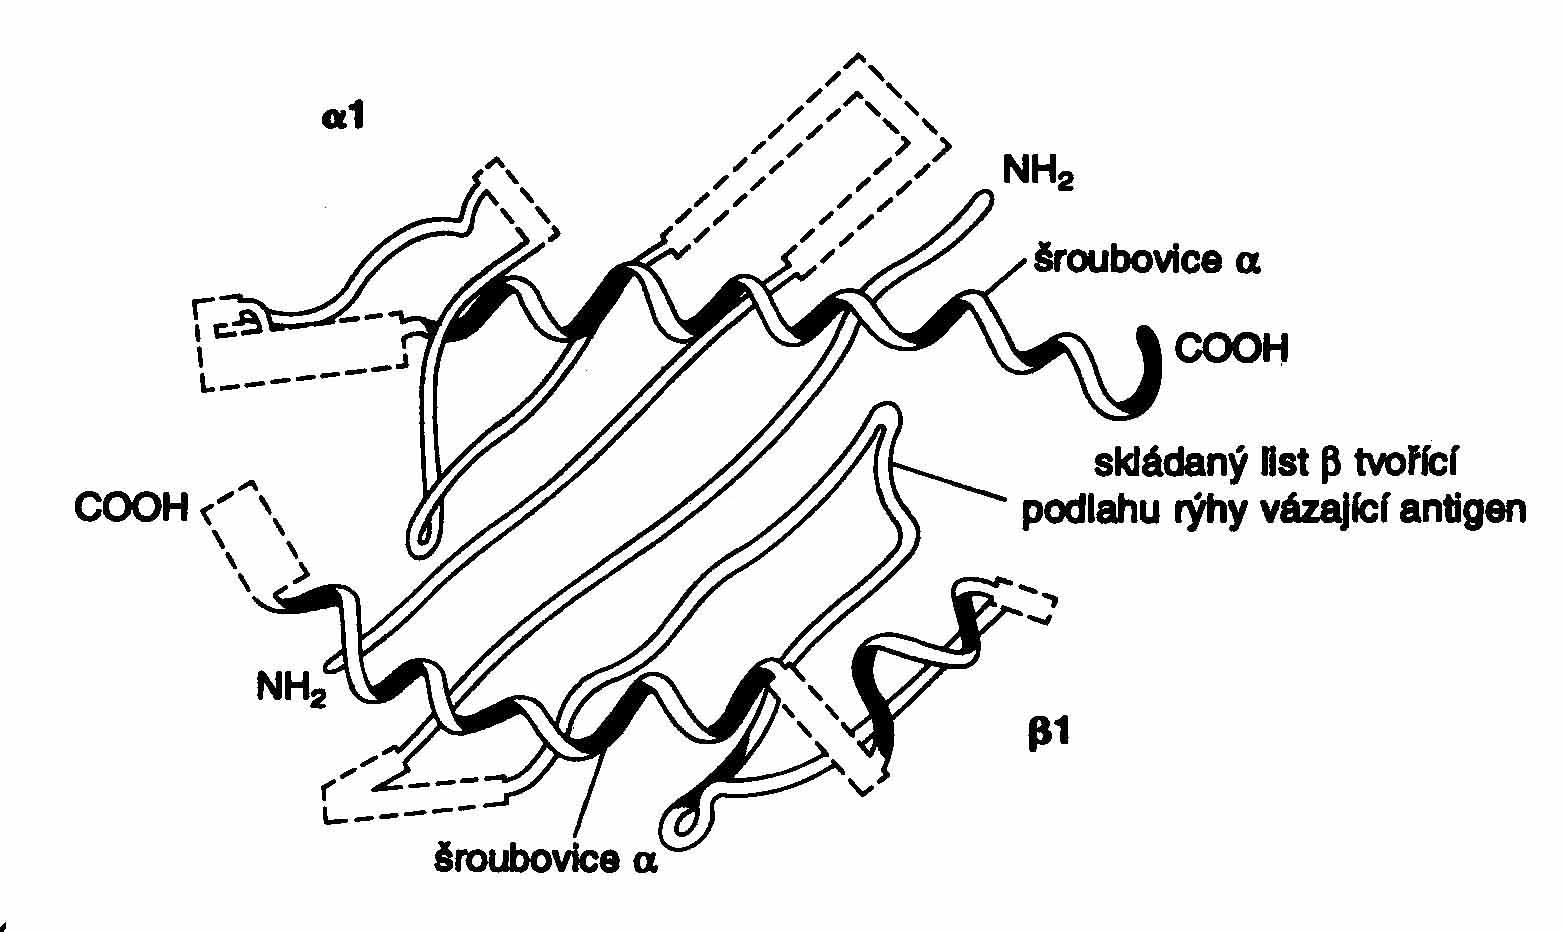 α1
NH₂
šroubovice α
COOH
skládaný list β tvořící
podlahu rýhy vázající antigen
COOH
NH₂
β1
šroubovice α